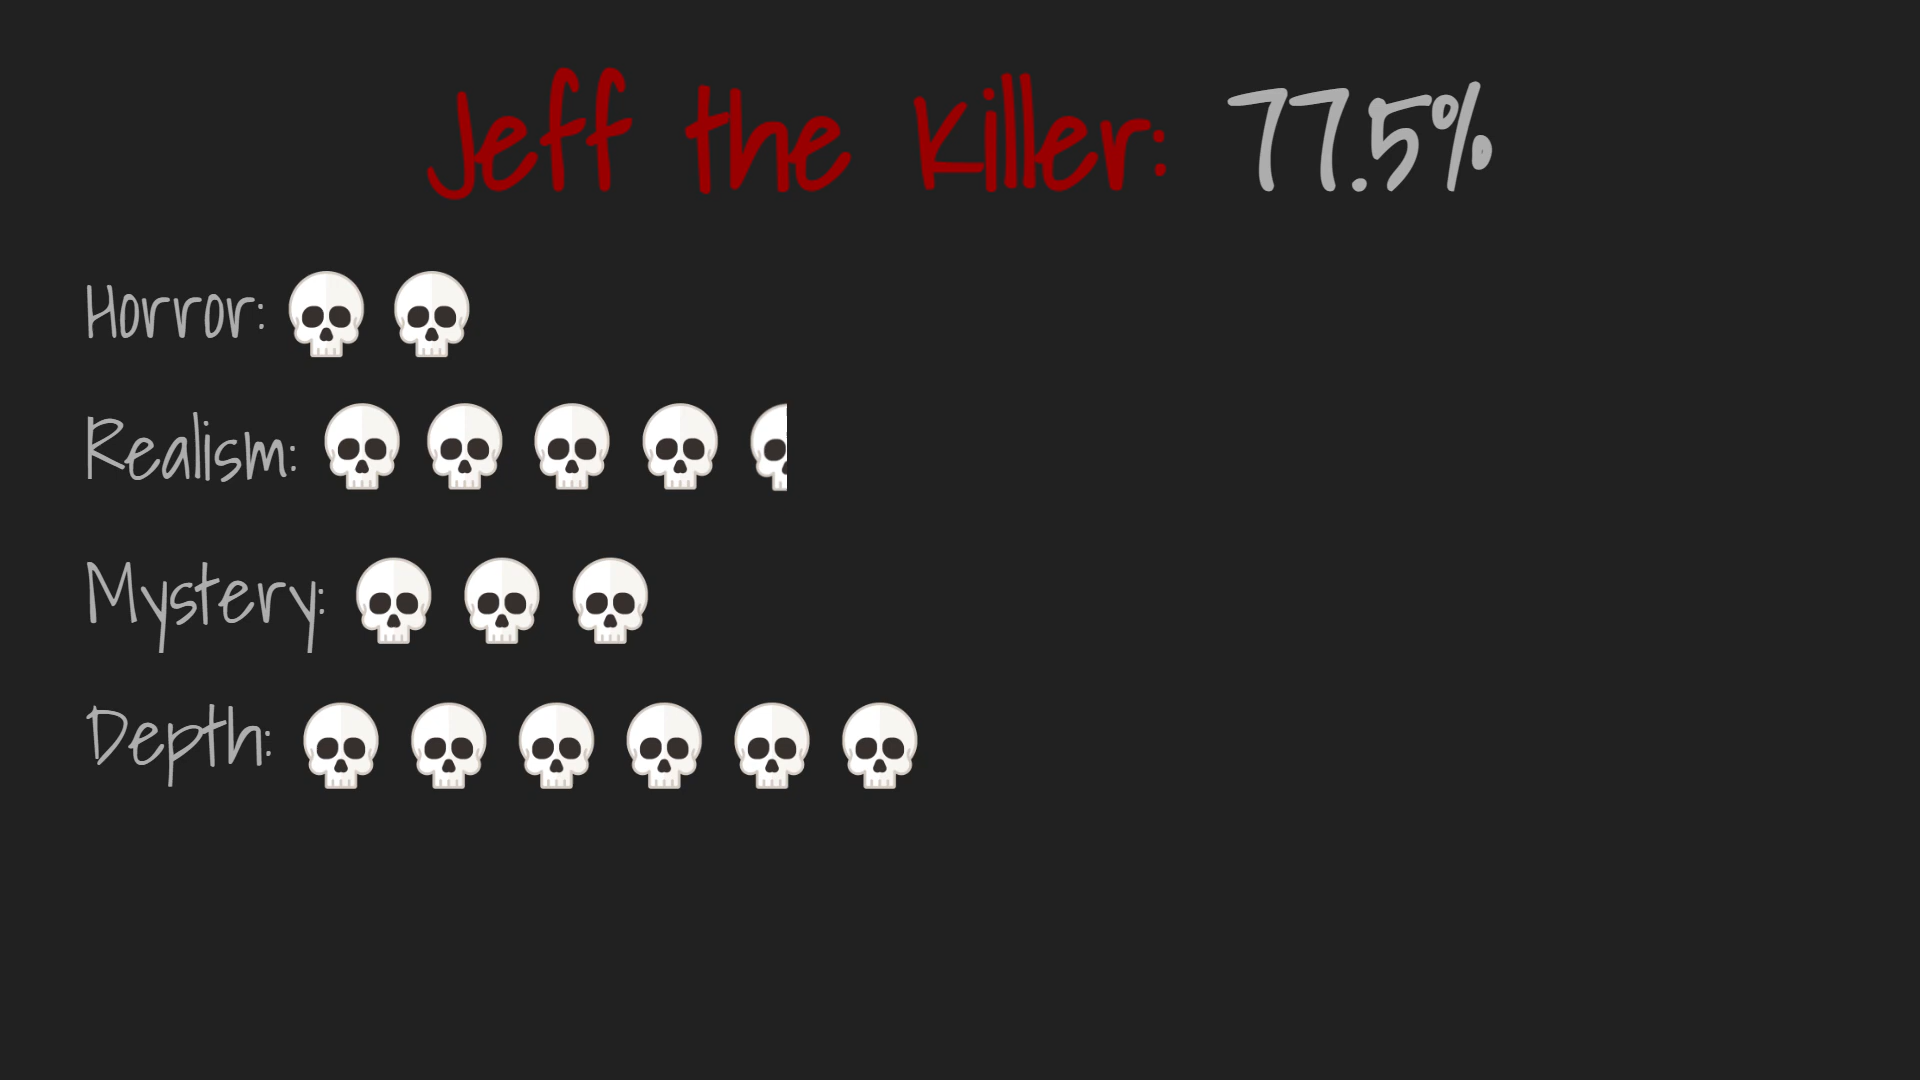 Jeff the Killer: 77.5%
Horror:
Realism:
Mystery:
Depth: